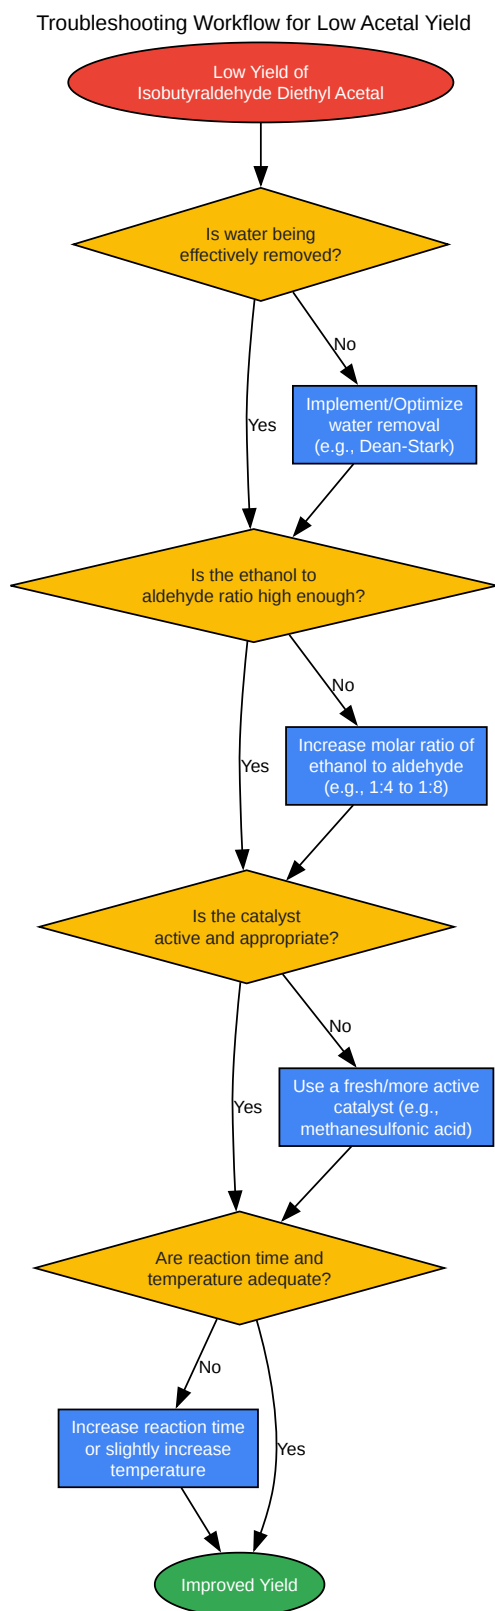 Troubleshooting Workflow for Low Acetal Yield
Low Yield of
Isobutyraldehyde Diethyl Acetal
Is water being
effectively removed?
No
Implement/Optimize
water removal
(e.g., Dean-Stark)
Yes
Is the ethanol to
aldehyde ratio high enough?
No
Increase molar ratio of
ethanol to aldehyde
(e.g., 1:4 to 1:8)
Yes
Is the catalyst
active and appropriate?
No
Use a fresh/more active
catalyst (e.g.,
methanesulfonic acid)
Yes
Are reaction time and
temperature adequate?
No
Increase reaction time
or slightly increase
temperature
Yes
Improved Yield